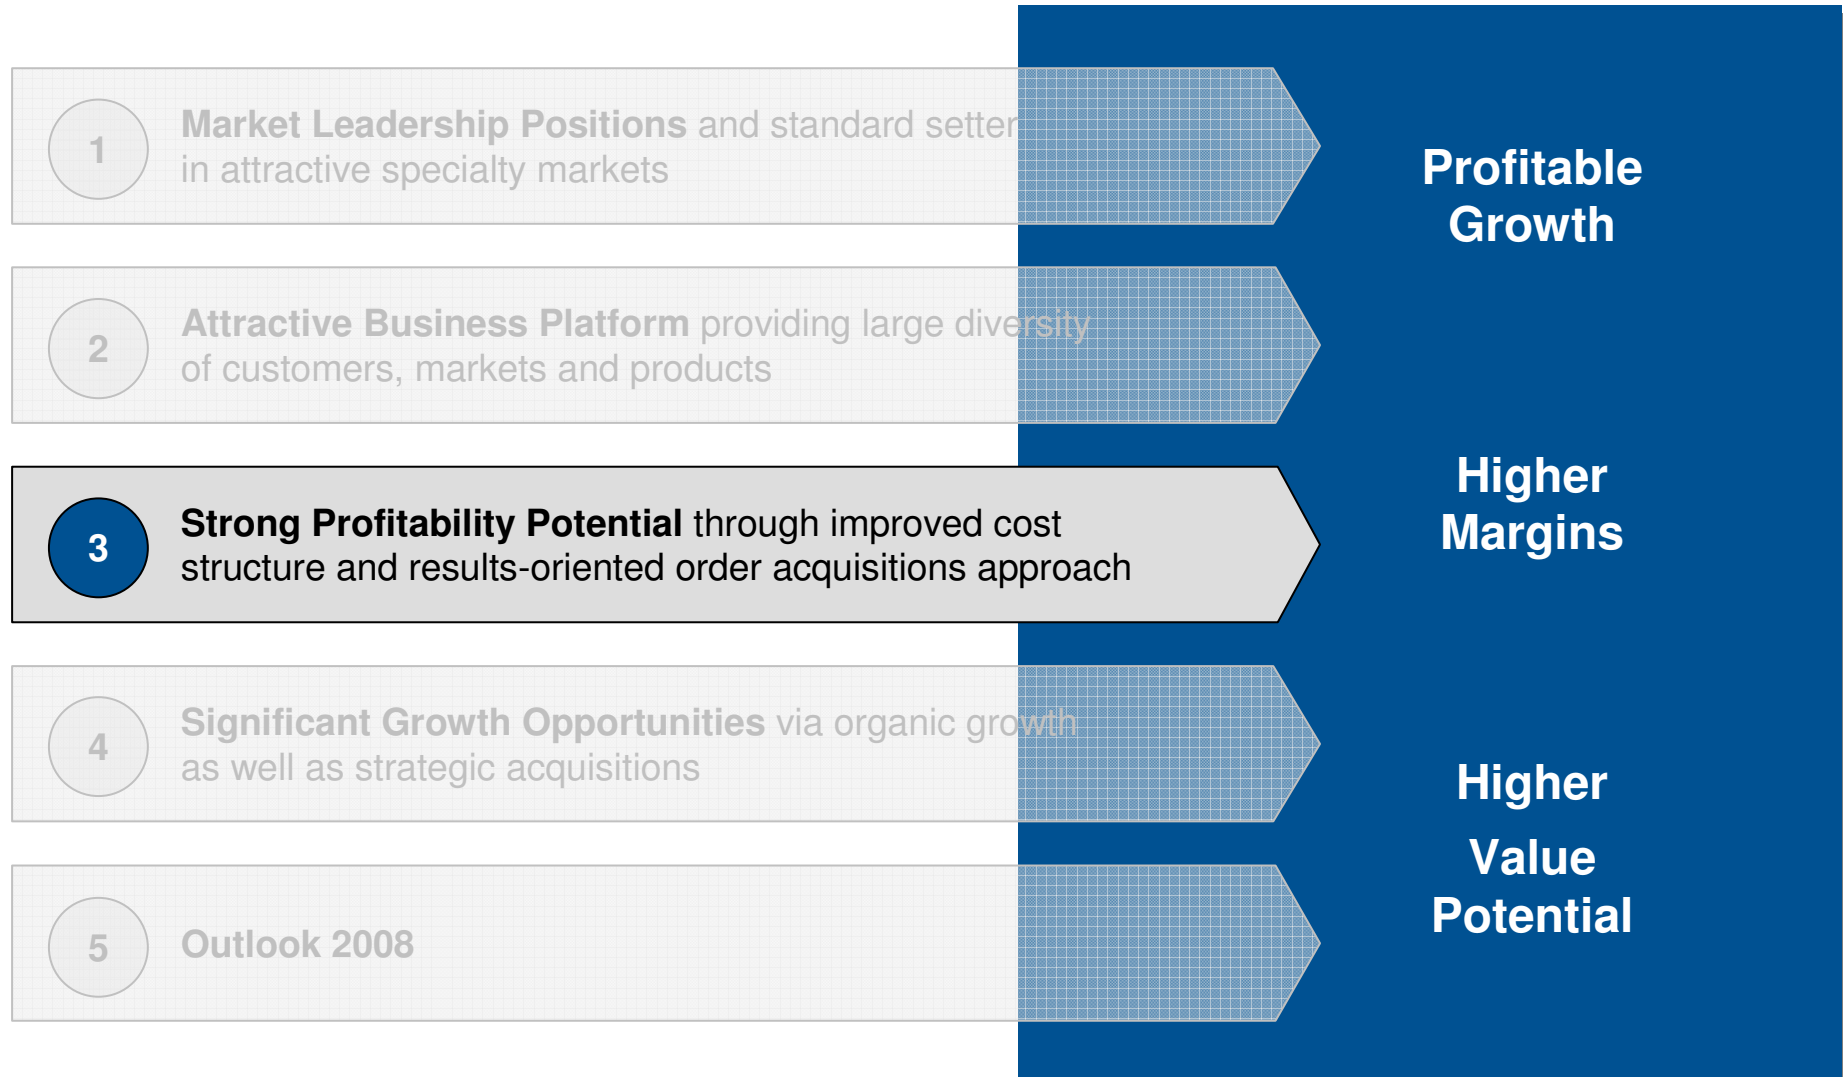 1
Market Leadership Positions and standard setter
in attractive specialty markets
2
Attractive Business Platform providing large diversity
of customers, markets and products
3
Strong Profitability Potential through improved cost
structure and results-oriented order acquisitions approach
4
Significant Growth Opportunities via organic growth
as well as strategic acquisitions
5
Outlook 2008
Profitable
Growth
Higher
Margins
Higher
Value
Potential